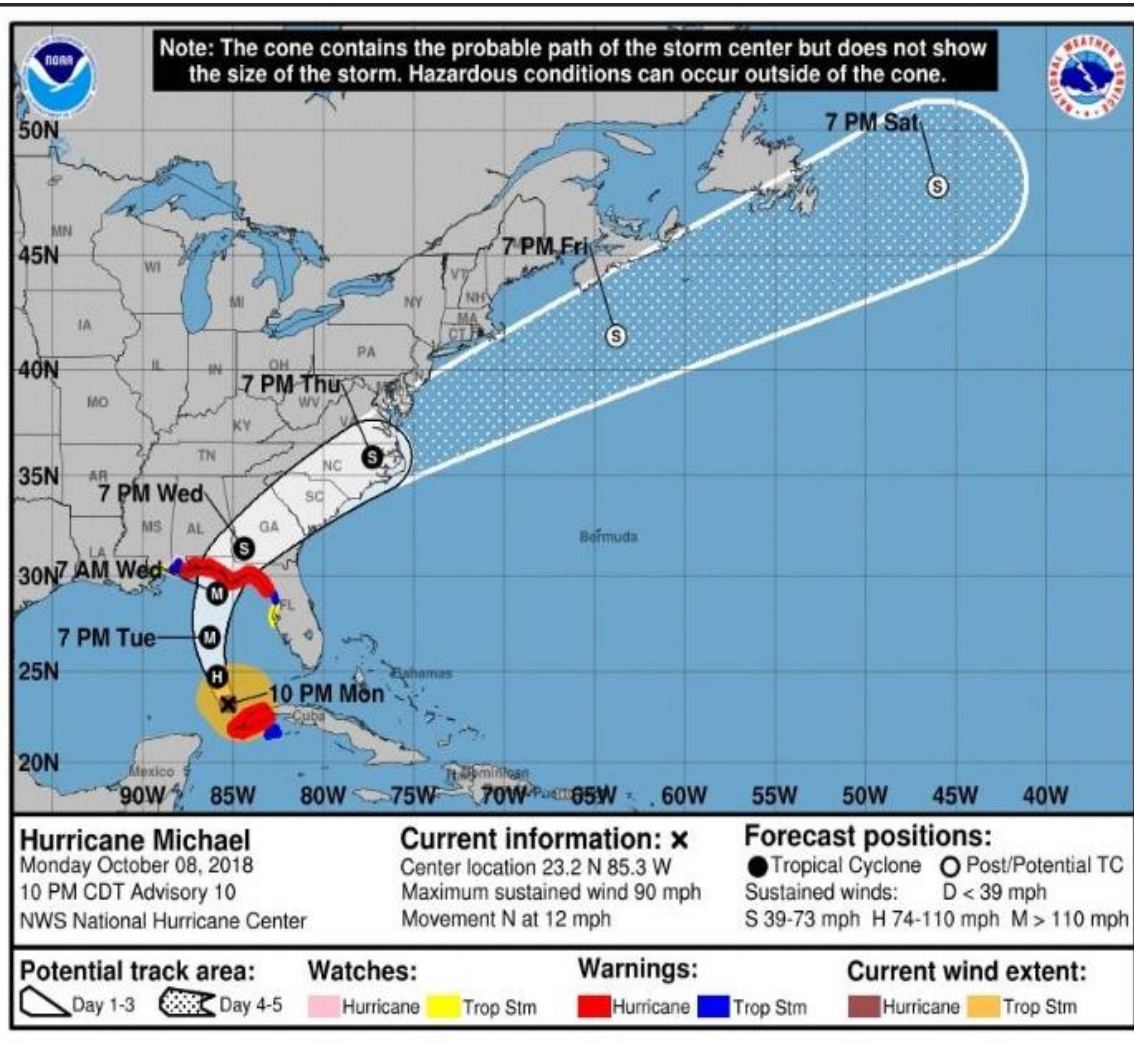 Note: The cone contains the probable path of the storm center but does not show
the size of the storm. Hazardous conditions can occur outside of the cone.
NOAA
NATIONAL WEATHER SERVICE
50N
7 PM Sat
S
MN
45N
7 PM Fri
WI
VT
NH
MI
NY
MA
CT
S
IA
PA
40N
IL
IN
OH
7 PM Thu
MO
WV
VA
KY
S
NC
TN
35N
AR
7 PM Wed
SC
MS
AL
GA
Bermuda
S
LA
7 AM Wed
30N
M
FL
7 PM Tue
M
25N
H
Bahamas
10 PM Mon
Cuba
20N
Mexico
Dominican
90W 85W 80W 75W 70W 65W 60W 55W 50W 45W 40W
Hurricane Michael
Monday October 08, 2018
10 PM CDT Advisory 10
NWS National Hurricane Center
Current information: ×
Center location 23.2 N 85.3 W
Maximum sustained wind 90 mph
Movement N at 12 mph
Forecast positions:
Tropical Cyclone Post/Potential TC
Sustained winds: D < 39 mph
S 39-73 mph H 74-110 mph M > 110 mph
Potential track area:
Day 1-3 Day 4-5
Watches:
Hurricane Trop Stm
Warnings:
Hurricane Trop Stm
Current wind extent:
Hurricane Trop Stm